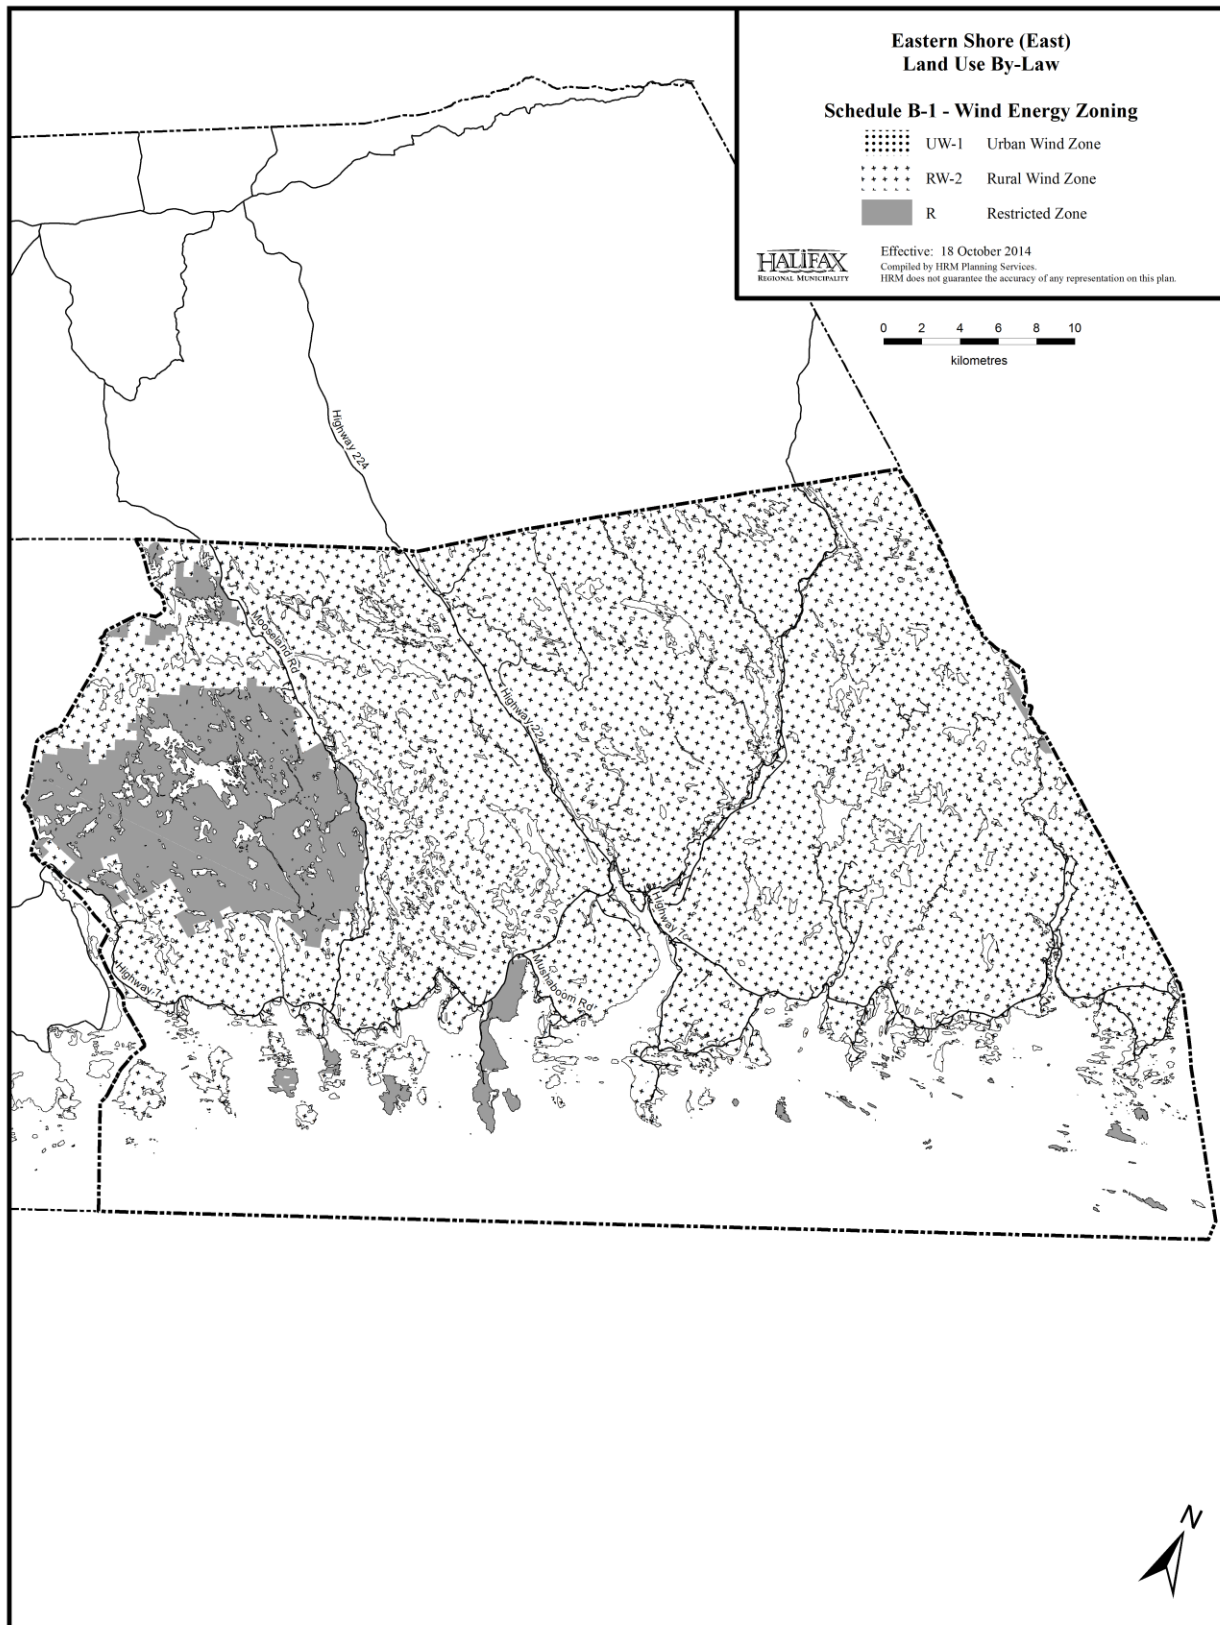 Eastern Shore (East)
Land Use By-Law
Schedule B-1 - Wind Energy Zoning
UW-1 Urban Wind Zone
RW-2 Rural Wind Zone
R Restricted Zone
HALIFAX
REGIONAL MUNICIPALITY
Effective: 18 October 2014
Compiled by HRM Planning Services.
HRM does not guarantee the accuracy of any representation on this plan.
0 2 4 6 8 10
kilometres
Highway 224
Mooseland Rd
Highway 224
Highway 7
Highway
Mushaboom Rd
N